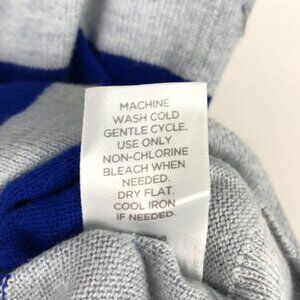 MACHINE
WASH COLD
GENTLE CYCLE.
USE ONLY
NON-CHLORINE
BLEACH WHEN
NEEDED.
DRY FLAT.
COOL IRON
IF NEEDED.